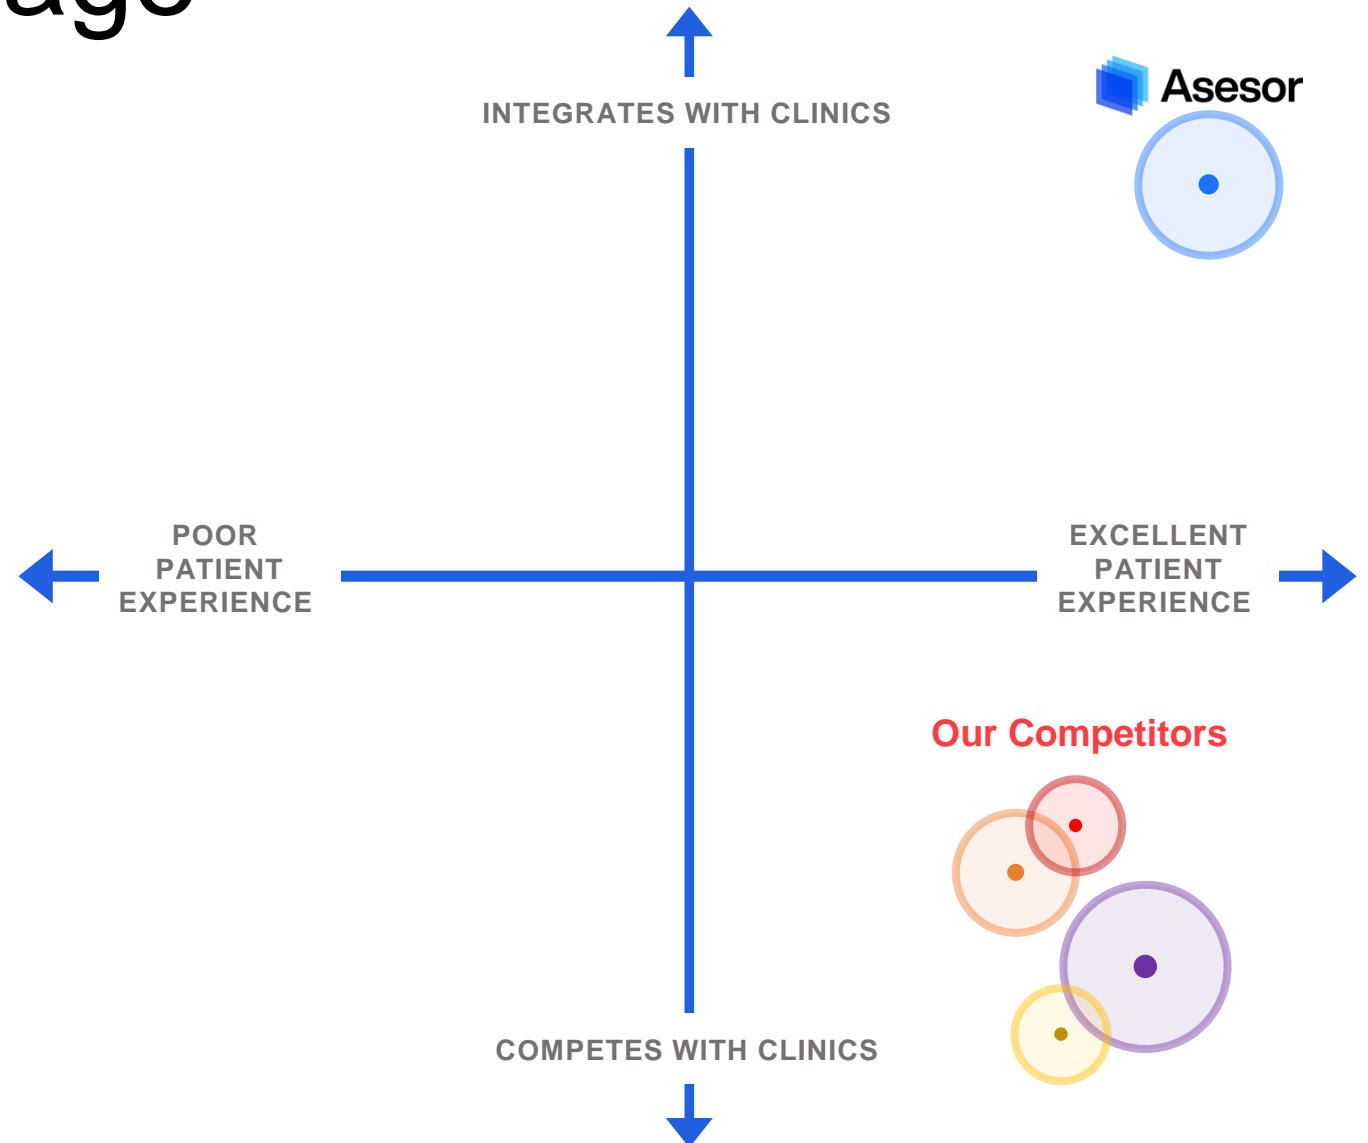 INTEGRATES WITH CLINICS
Asesor
POOR
PATIENT
EXPERIENCE
EXCELLENT
PATIENT
EXPERIENCE
Our Competitors
COMPETES WITH CLINICS